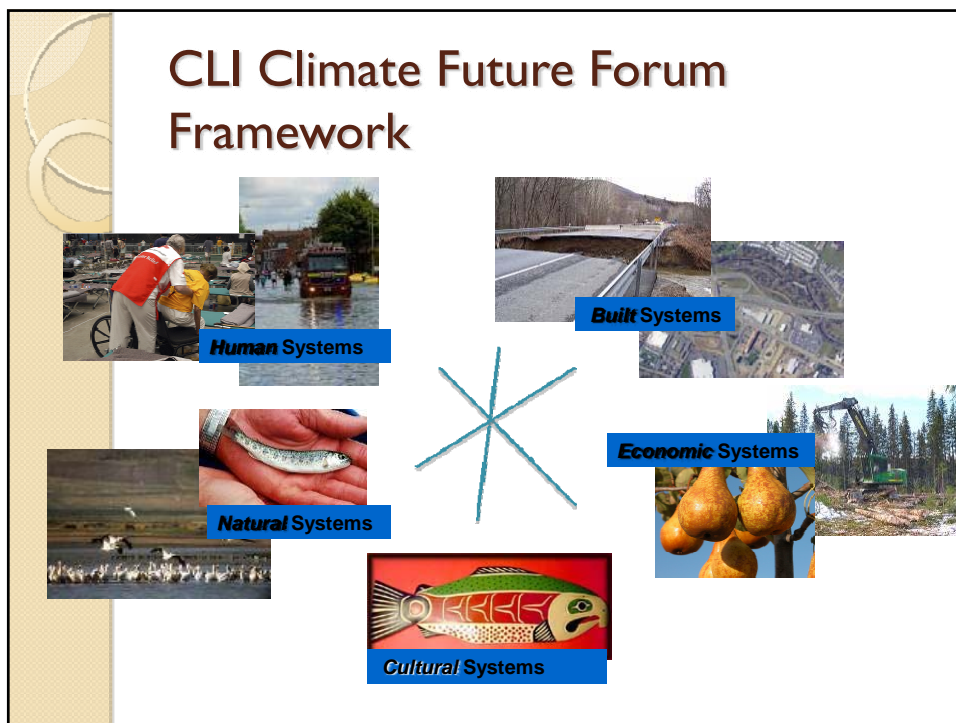 CLI Climate Future Forum
Framework
Built Systems
Human Systems
Economic Systems
Natural Systems
Cultural Systems